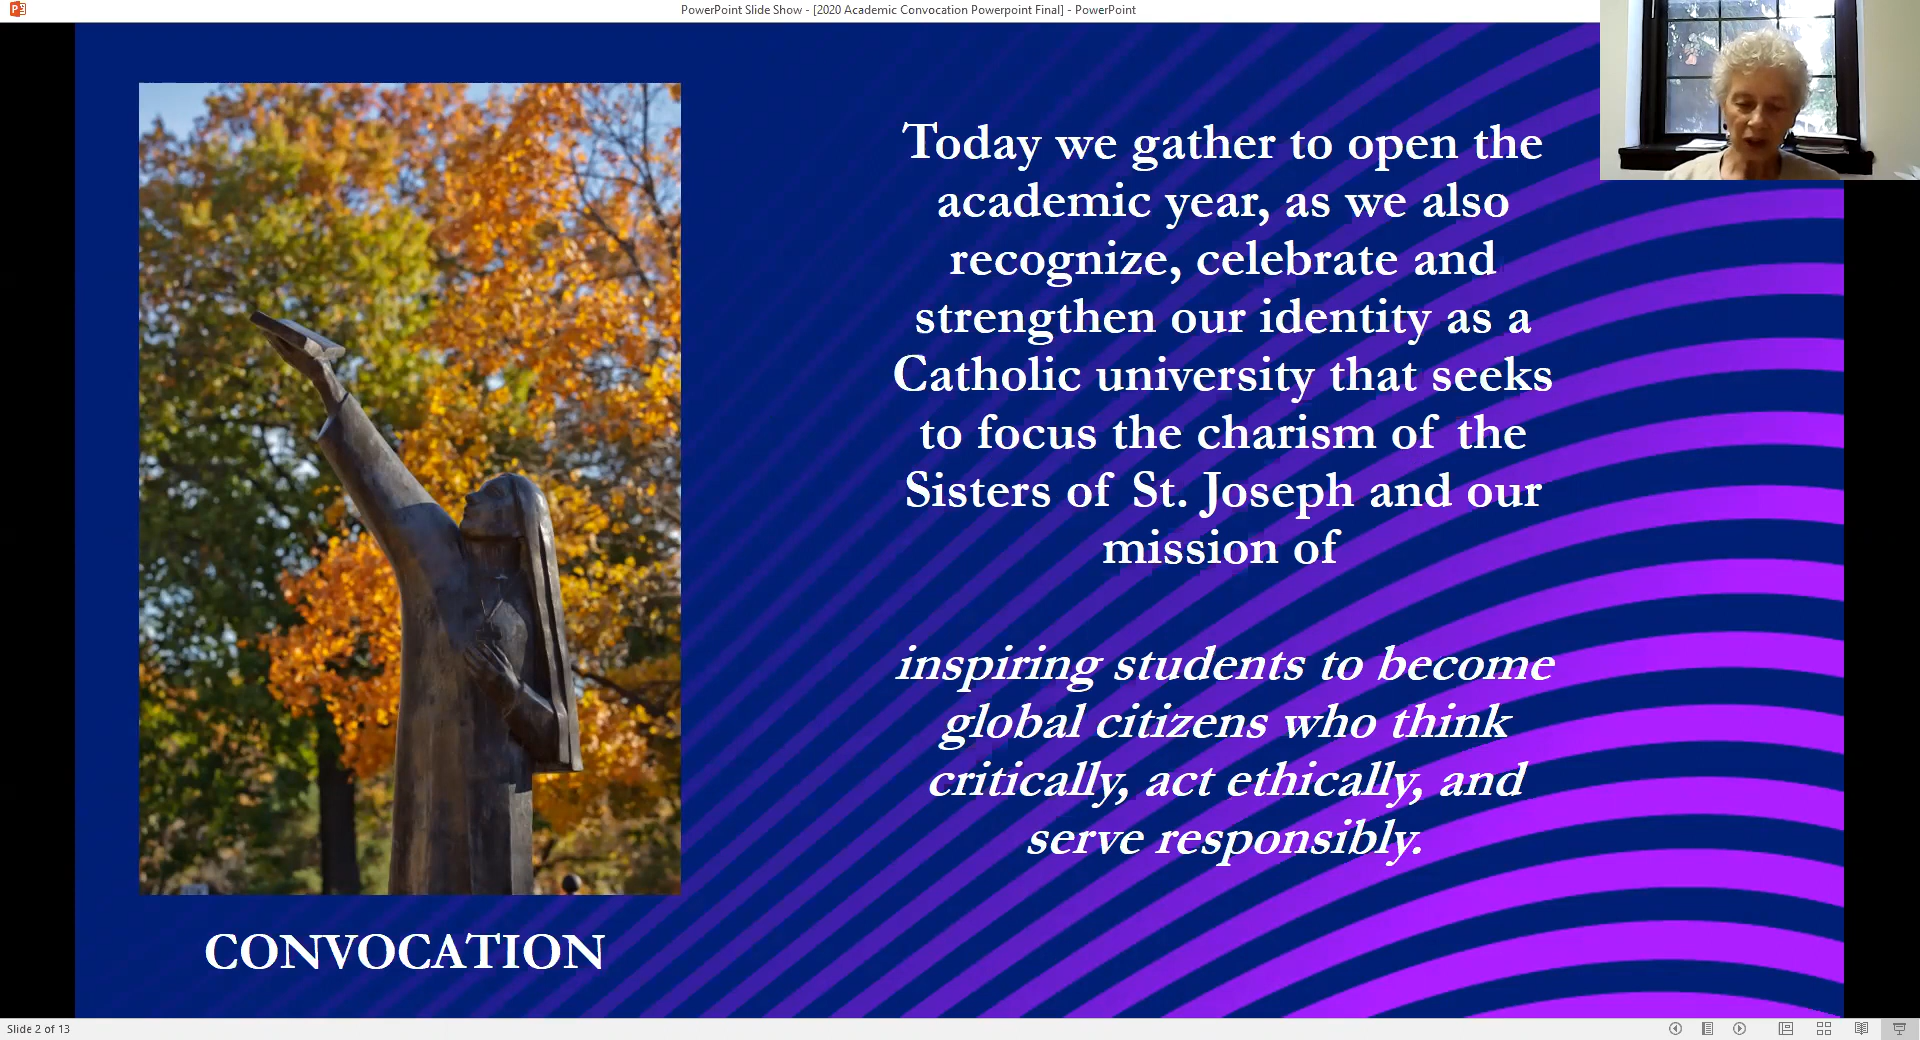 PowerPoint Slide Show - [2020 Academic Convocation Powerpoint Final] - PowerPoint
Today we gather to open the
academic year, as we also
recognize, celebrate and
strengthen our identity as a
Catholic university that seeks
to focus the charism of the
Sisters of St. Joseph and our
mission of
inspiring students to become
global citizens who think
critically, act ethically, and
serve responsibly.
CONVOCATION
Slide 2 of 13